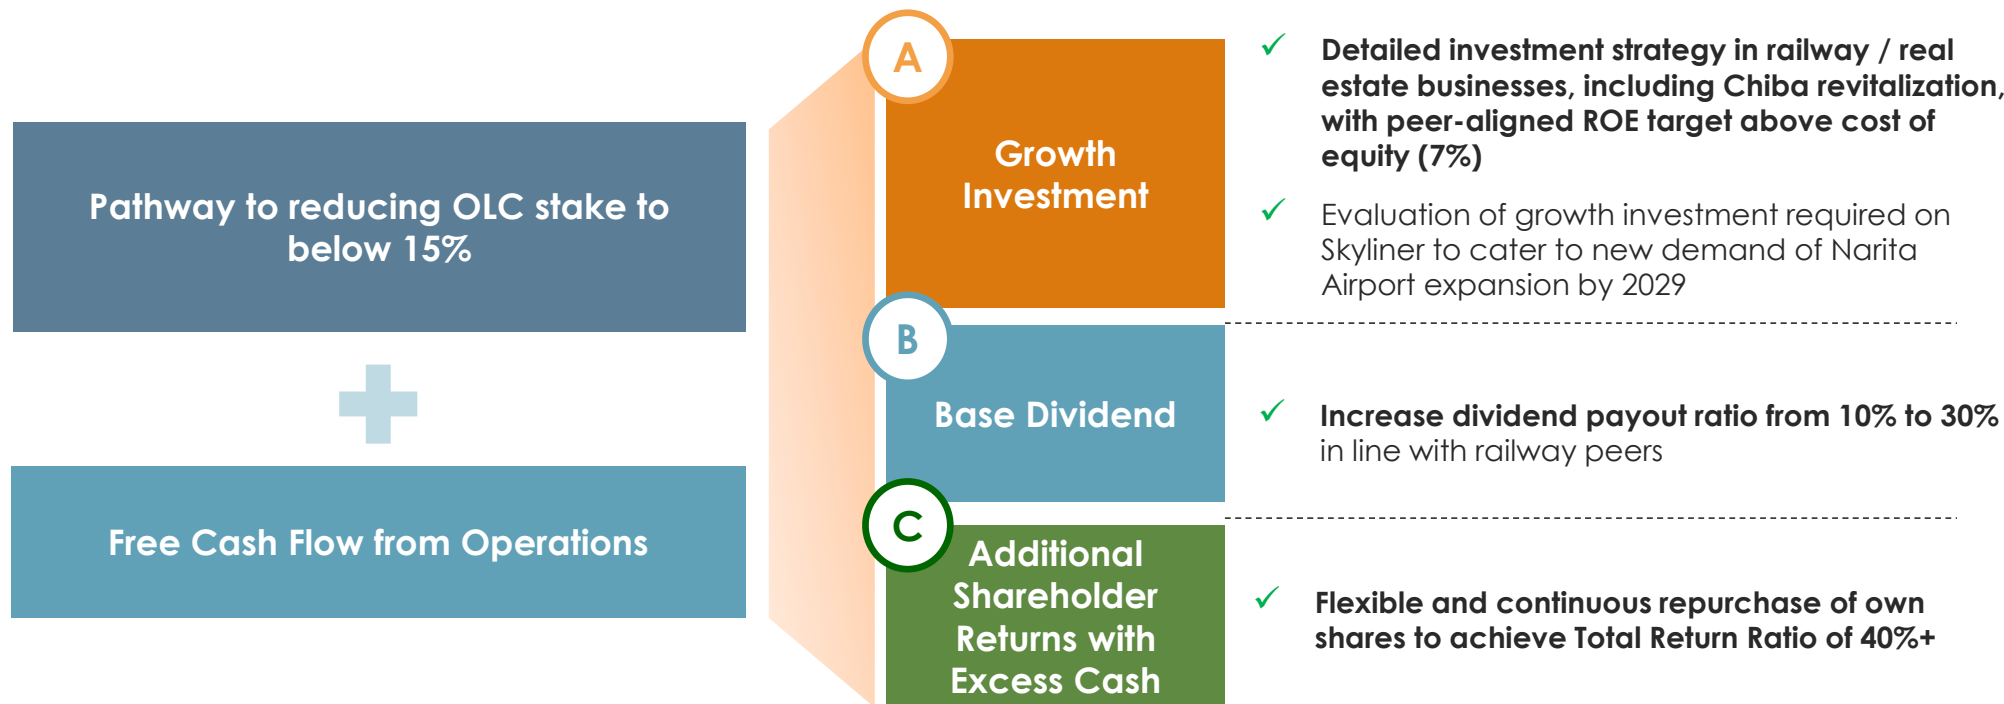 Pathway to reducing OLC stake to
below 15%
Free Cash Flow from Operations
A
Growth
Investment
✓ Detailed investment strategy in railway / real
estate businesses, including Chiba revitalization,
with peer-aligned ROE target above cost of
equity (7%)
✓ Evaluation of growth investment required on
Skyliner to cater to new demand of Narita
Airport expansion by 2029
B
Base Dividend
✓ Increase dividend payout ratio from 10% to 30%
in line with railway peers
C
Additional
Shareholder
Returns with
Excess Cash
✓ Flexible and continuous repurchase of own
shares to achieve Total Return Ratio of 40%+